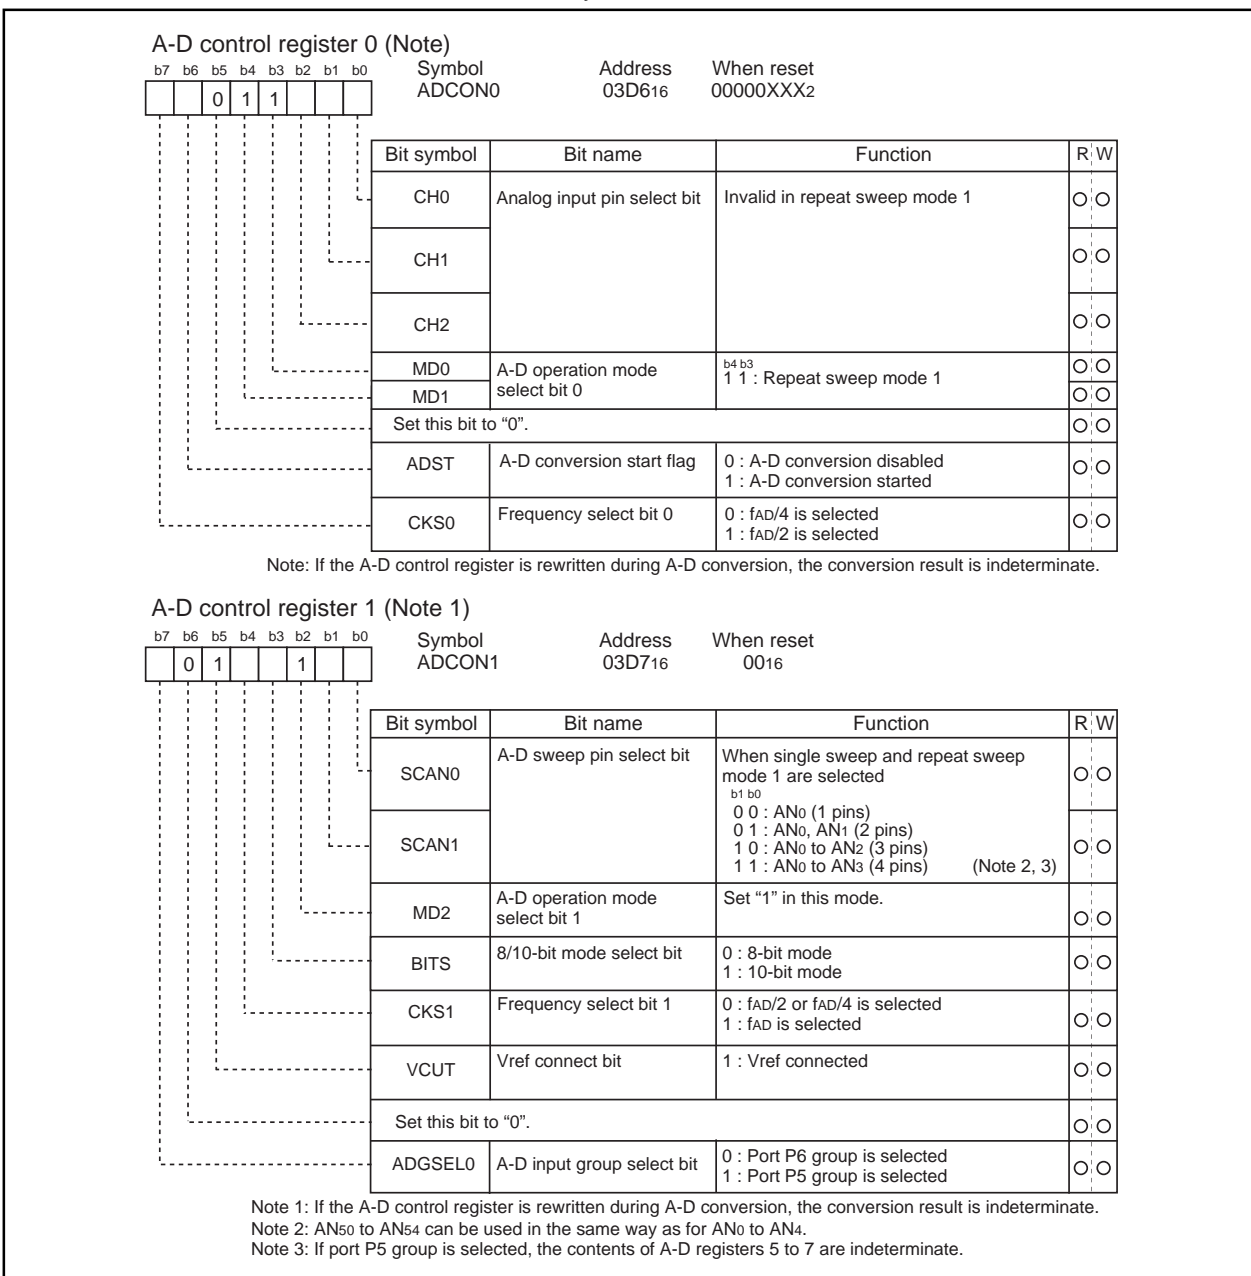 A-D control register 0 (Note)
b7 b6 b5 b4 b3 b2 b1 b0
Symbol Address When reset
ADCON0 03D616 00000XXX2
0 1 1
Bit symbol Bit name Function R W
CH0 Analog input pin select bit Invalid in repeat sweep mode 1
CH1
CH2
MD0 A-D operation mode select bit 0
b4 b3
1 1 : Repeat sweep mode 1
MD1
Set this bit to “0”.
ADST A-D conversion start flag 0 : A-D conversion disabled
1 : A-D conversion started
CKS0 Frequency select bit 0 0 : fAD/4 is selected
1 : fAD/2 is selected
Note: If the A-D control register is rewritten during A-D conversion, the conversion result is indeterminate.
A-D control register 1 (Note 1)
b7 b6 b5 b4 b3 b2 b1 b0
Symbol Address When reset
ADCON1 03D716 0016
0 1 1
Bit symbol Bit name Function R W
SCAN0 A-D sweep pin select bit When single sweep and repeat sweep
mode 1 are selected
b1 b0
0 0 : AN0 (1 pins)
0 1 : AN0, AN1 (2 pins)
SCAN1 1 0 : AN0 to AN2 (3 pins)
1 1 : AN0 to AN3 (4 pins) (Note 2, 3)
MD2 A-D operation mode select bit 1 Set “1” in this mode.
BITS 8/10-bit mode select bit 0 : 8-bit mode
1 : 10-bit mode
CKS1 Frequency select bit 1 0 : fAD/2 or fAD/4 is selected
1 : fAD is selected
VCUT Vref connect bit 1 : Vref connected
Set this bit to “0”.
ADGSEL0 A-D input group select bit 0 : Port P6 group is selected
1 : Port P5 group is selected
Note 1: If the A-D control register is rewritten during A-D conversion, the conversion result is indeterminate.
Note 2: AN50 to AN54 can be used in the same way as for AN0 to AN4.
Note 3: If port P5 group is selected, the contents of A-D registers 5 to 7 are indeterminate.